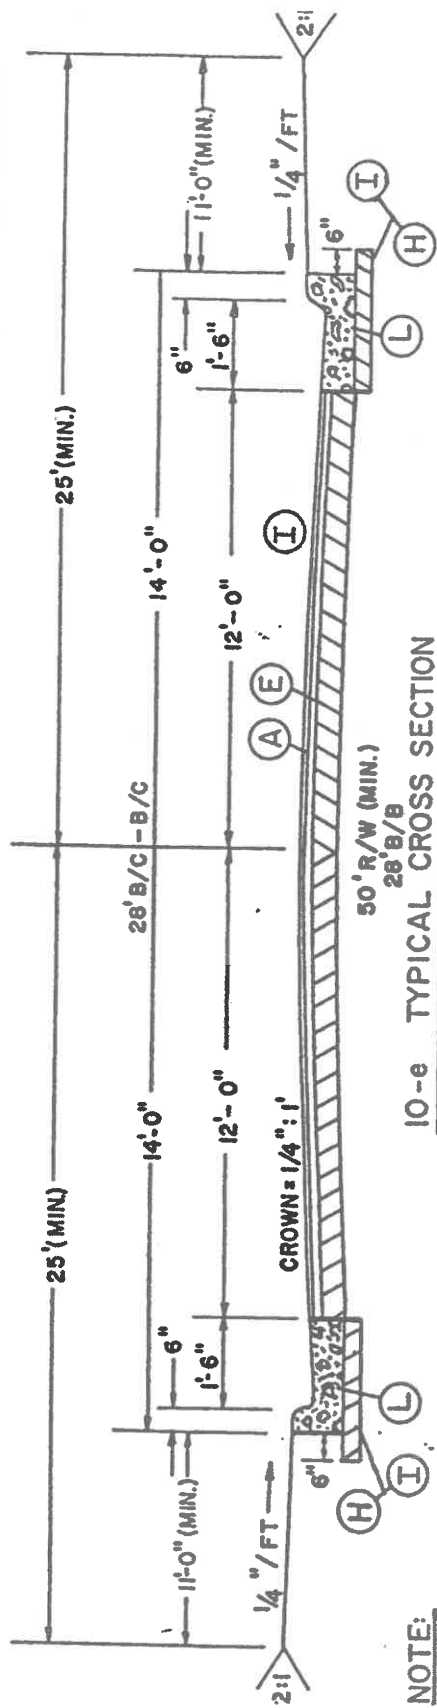 25'(MIN.) 25'(MIN.)
11'-0"(MIN.) 14'-0" 28'B/C-B/C 14'-0" 11'-0"(MIN.)
6" 6"
1'-6" 12'-0" 12'-0" 1'-6"
2:1 1/4"/FT CROWN = 1/4":1' 1/4"/FT 2:1
A E I
6" 6"
H I L L H I
50' R/W (MIN.)
28' B/B
10-e TYPICAL CROSS SECTION
NOTE: